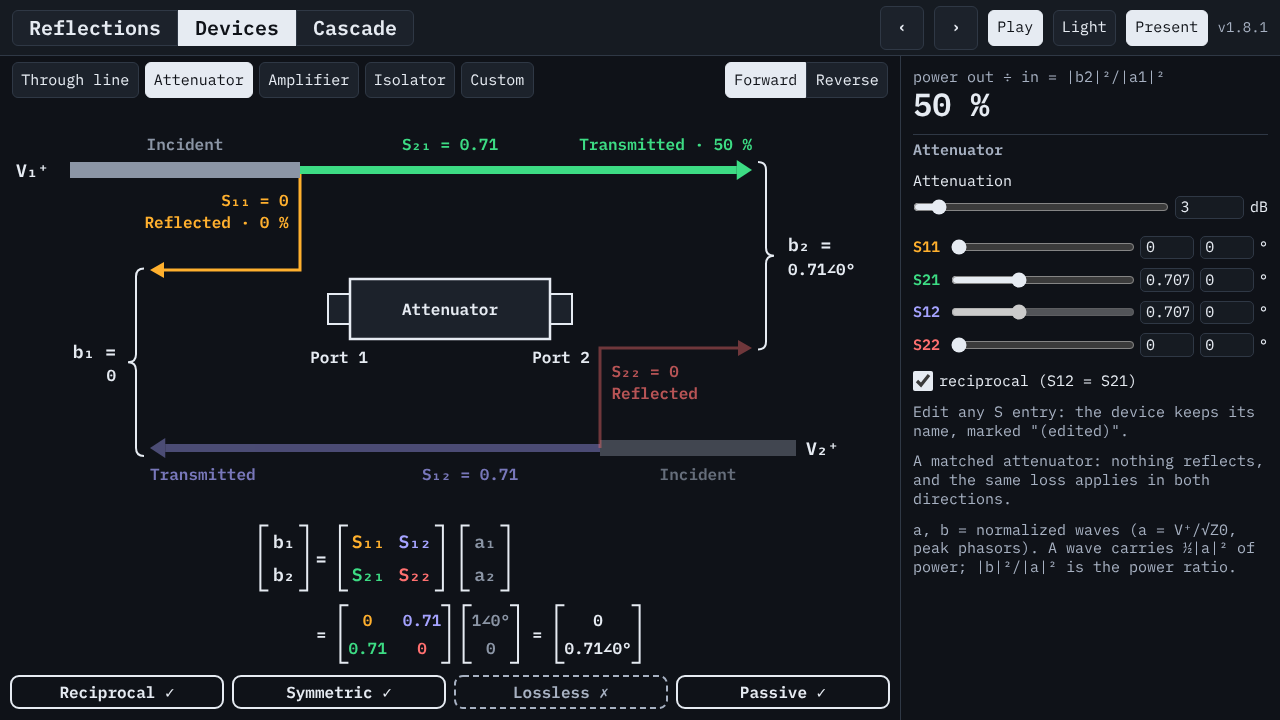 Reflections Devices Cascade ‹ › Play Light Present v1.8.1
Through line Attenuator Amplifier Isolator Custom Forward Reverse
Incident S₂₁ = 0.71 Transmitted · 50 %
V₁⁺
S₁₁ = 0
Reflected · 0 %
b₂ =
0.71∠0°
Attenuator
b₁ =
0
Port 1 Port 2
S₂₂ = 0
Reflected
V₂⁺
Transmitted S₁₂ = 0.71 Incident
b₁ = S₁₁ S₁₂ a₁
b₂ S₂₁ S₂₂ a₂
= 0 0.71 1∠0° = 0
0.71 0 0 0.71∠0°
Reciprocal ✓ Symmetric ✓ Lossless ✗ Passive ✓
power out ÷ in = |b2|²/|a1|²
50 %
Attenuator
Attenuation
3 dB
S11 0 0 °
S21 0.707 0 °
S12 0.707 0 °
S22 0 0 °
reciprocal (S12 = S21)
Edit any S entry: the device keeps its
name, marked "(edited)".
A matched attenuator: nothing reflects,
and the same loss applies in both
directions.
a, b = normalized waves (a = V⁺/√Z0,
peak phasors). A wave carries ½|a|² of
power; |b|²/|a|² is the power ratio.